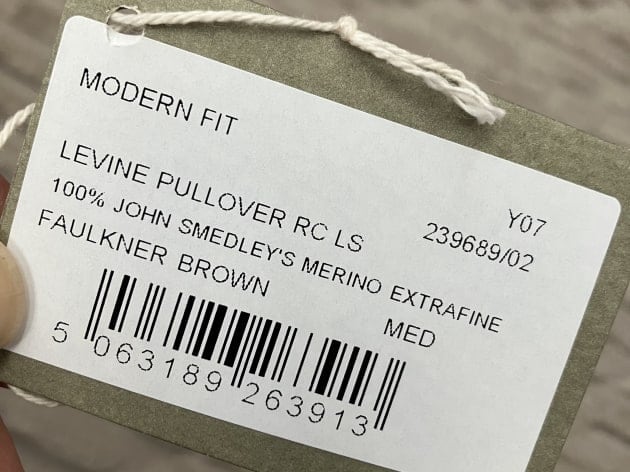 MODERN FIT
Y07
LEVINE PULLOVER RC LS
239689/02
100% JOHN SMEDLEY'S MERINO EXTRAFINE
FAULKNER BROWN
MED
5 063189 263913